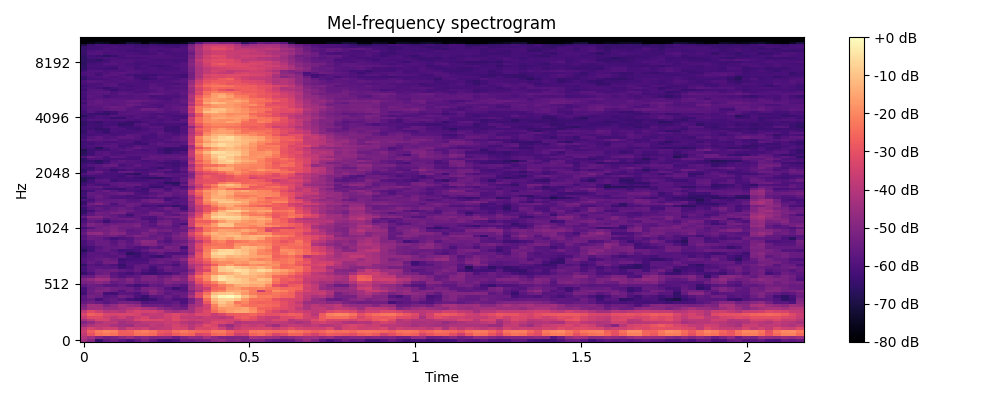 Mel-frequency spectrogram
Hz
8192
4096
2048
1024
512
0
0
0.5
1
1.5
2
Time
+0 dB
-10 dB
-20 dB
-30 dB
-40 dB
-50 dB
-60 dB
-70 dB
-80 dB